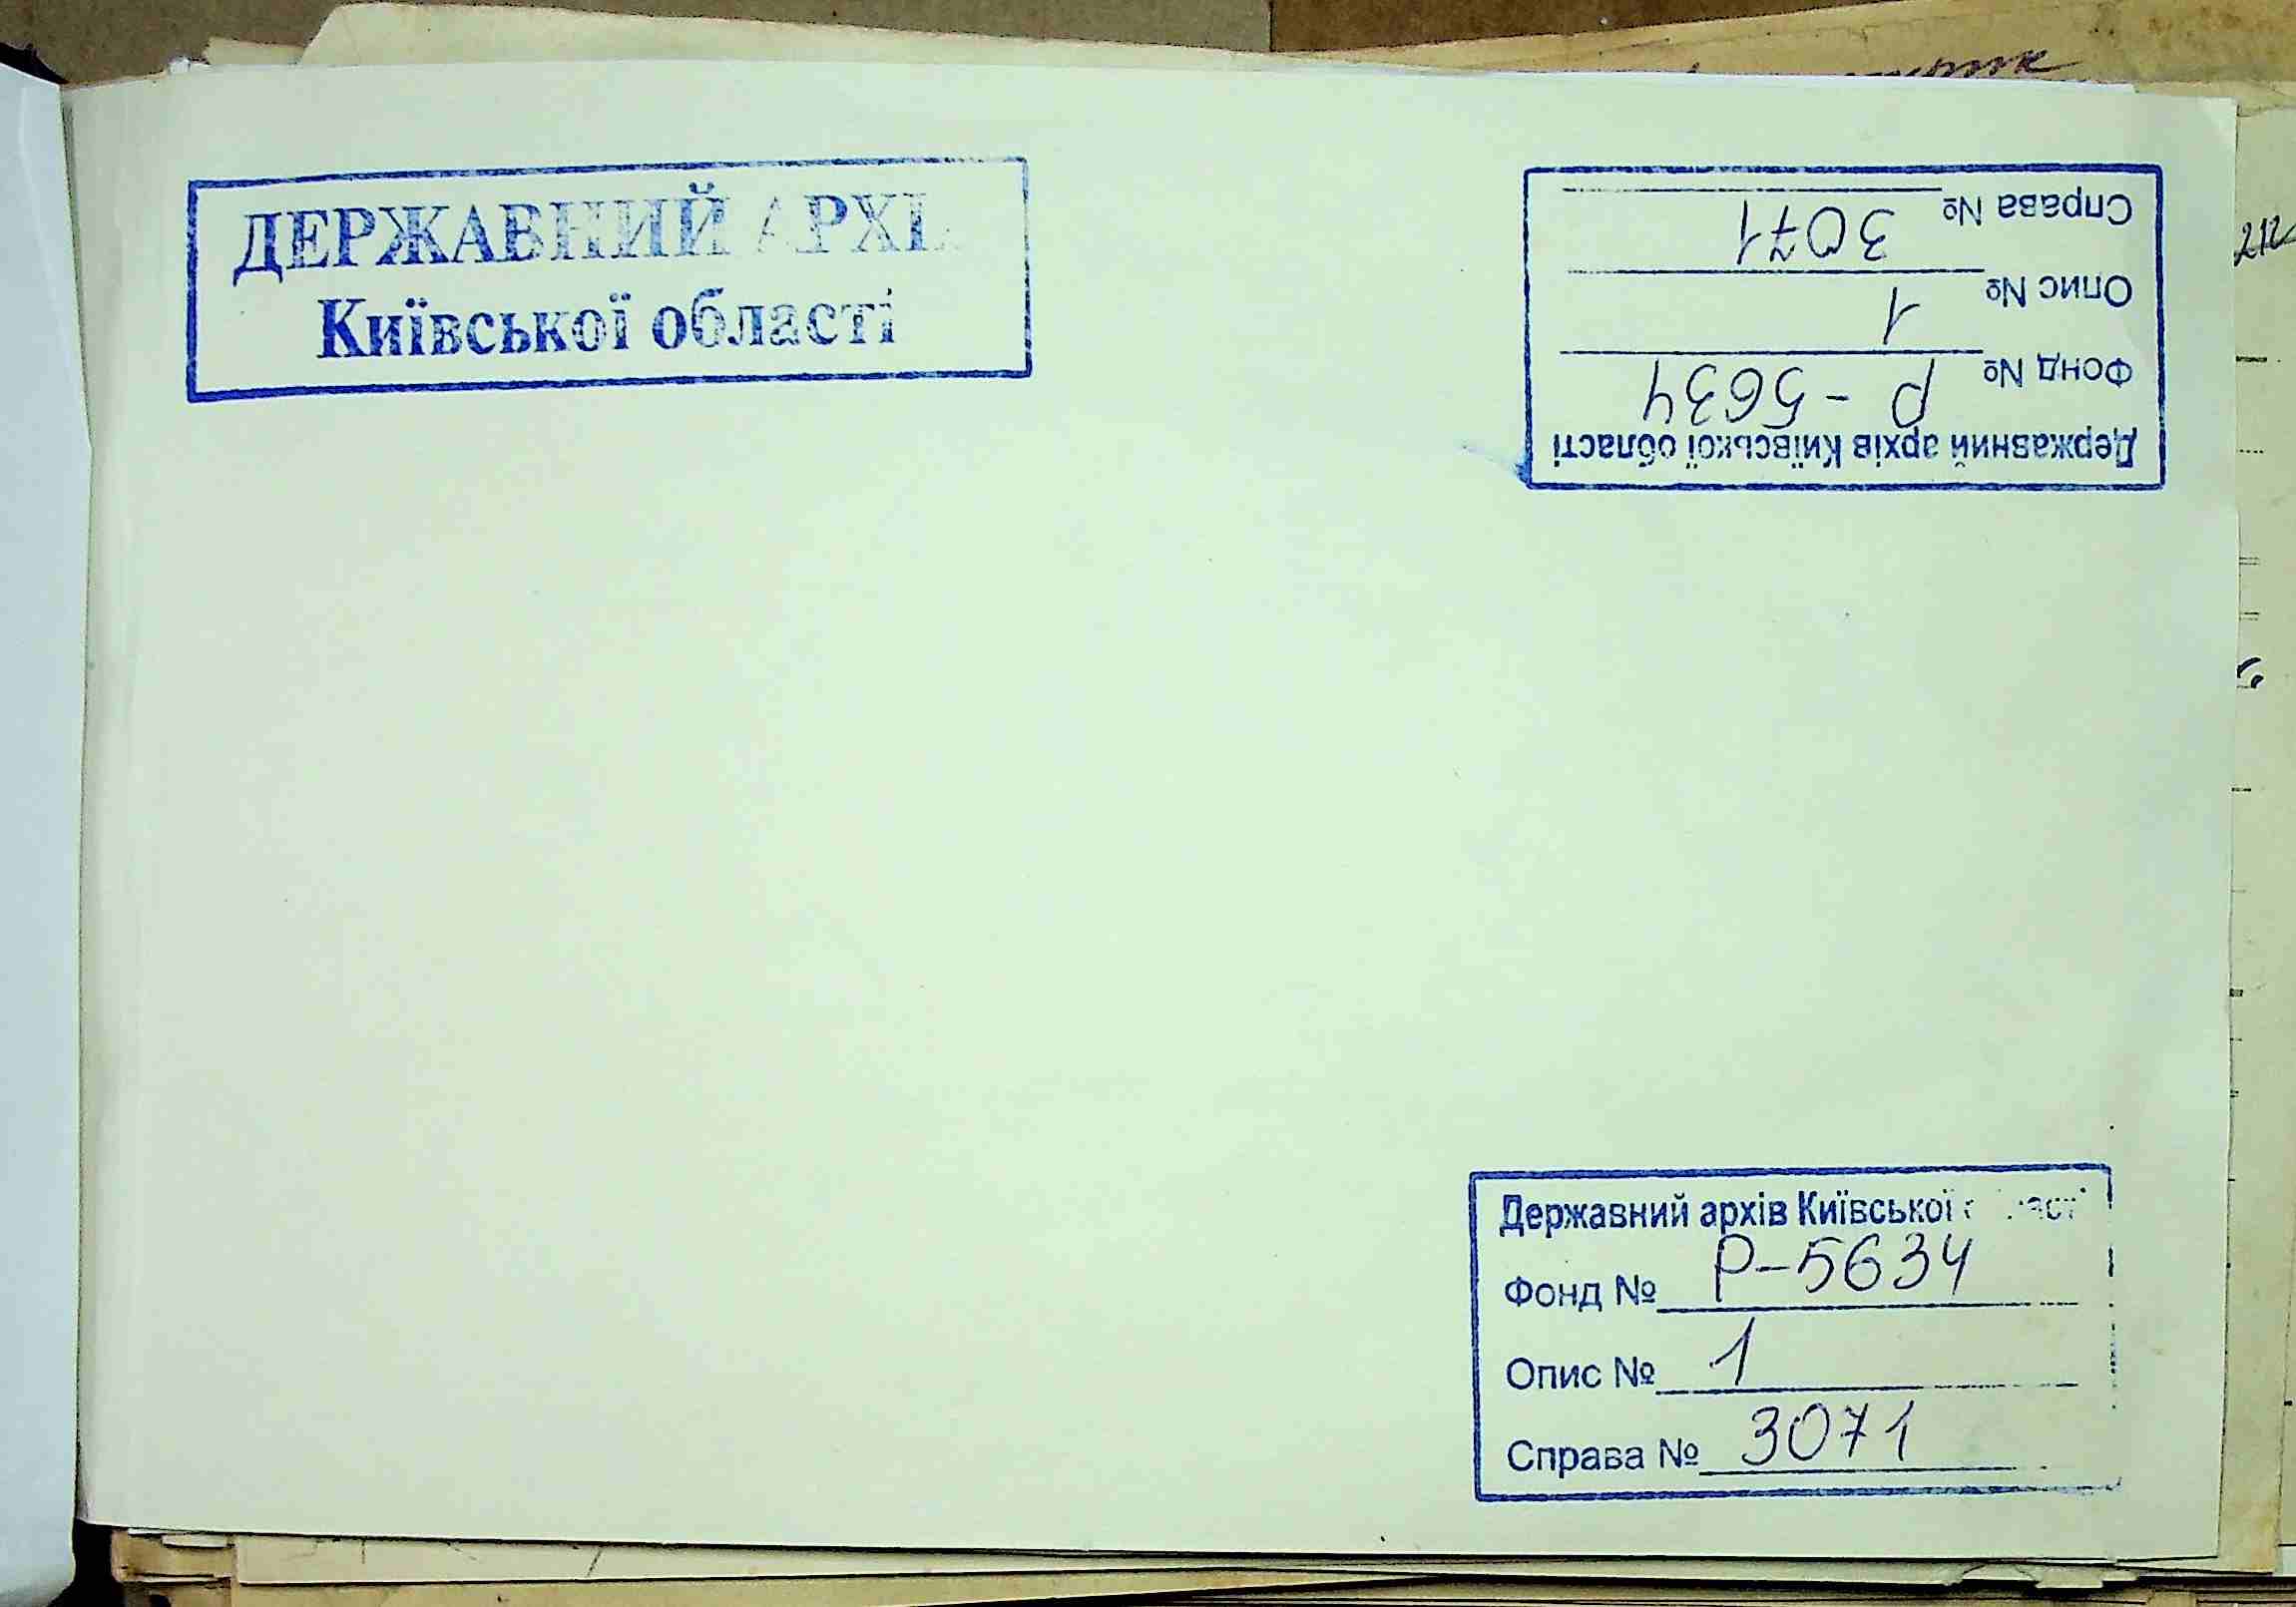 ДЕРЖАВНИЙ АРХІ
Київської області
Державний архів Київської області
Фонд № Р-5634
Опис № 1
Справа № 3071
212
Державний архів Київської
Фонд № Р-5634
Опис № 1
Справа № 3071